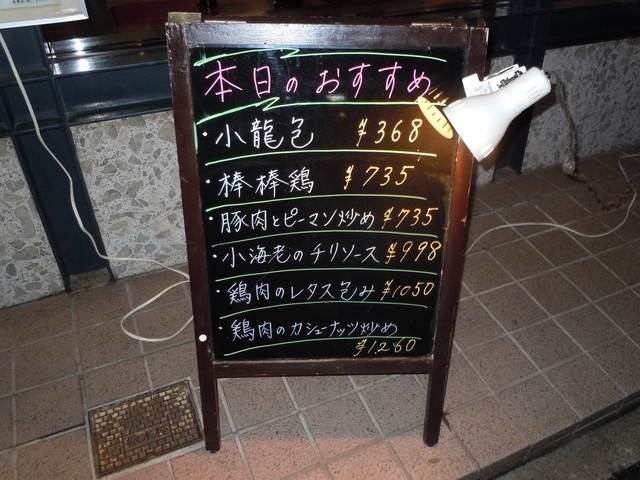 本日のおすすめ
・小龍包 ¥368
・棒棒鶏 ¥735
・豚肉とピーマン炒め ¥735
・小海老のチリソース ¥998
・鶏肉のレタス包み ¥1050
・鶏肉のカシューナッツ炒め
¥1,260